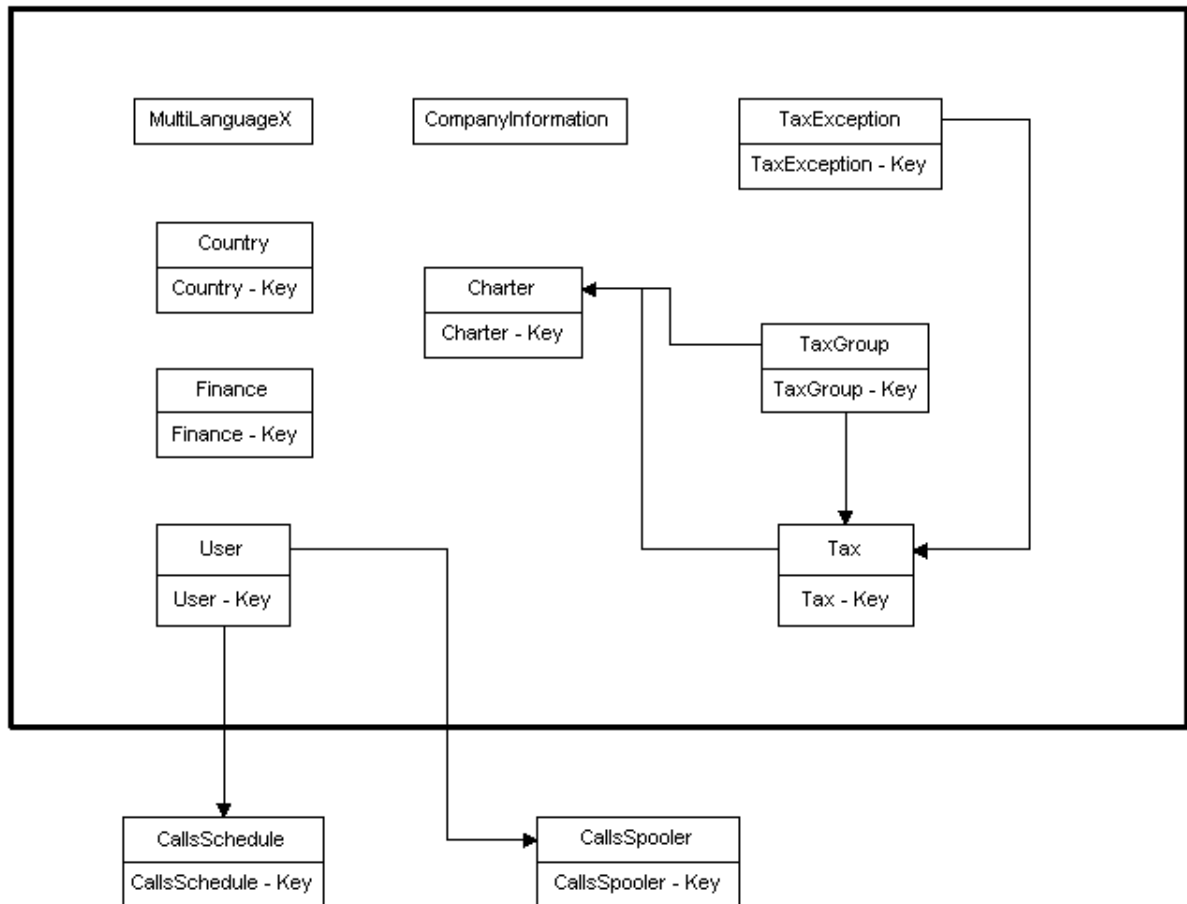 MultiLanguageX
CompanyInformation
TaxException
TaxException - Key
Country
Country - Key
Charter
Charter - Key
TaxGroup
TaxGroup - Key
Finance
Finance - Key
User
User - Key
Tax
Tax - Key
CallsSchedule
CallsSchedule - Key
CallsSpooler
CallsSpooler - Key